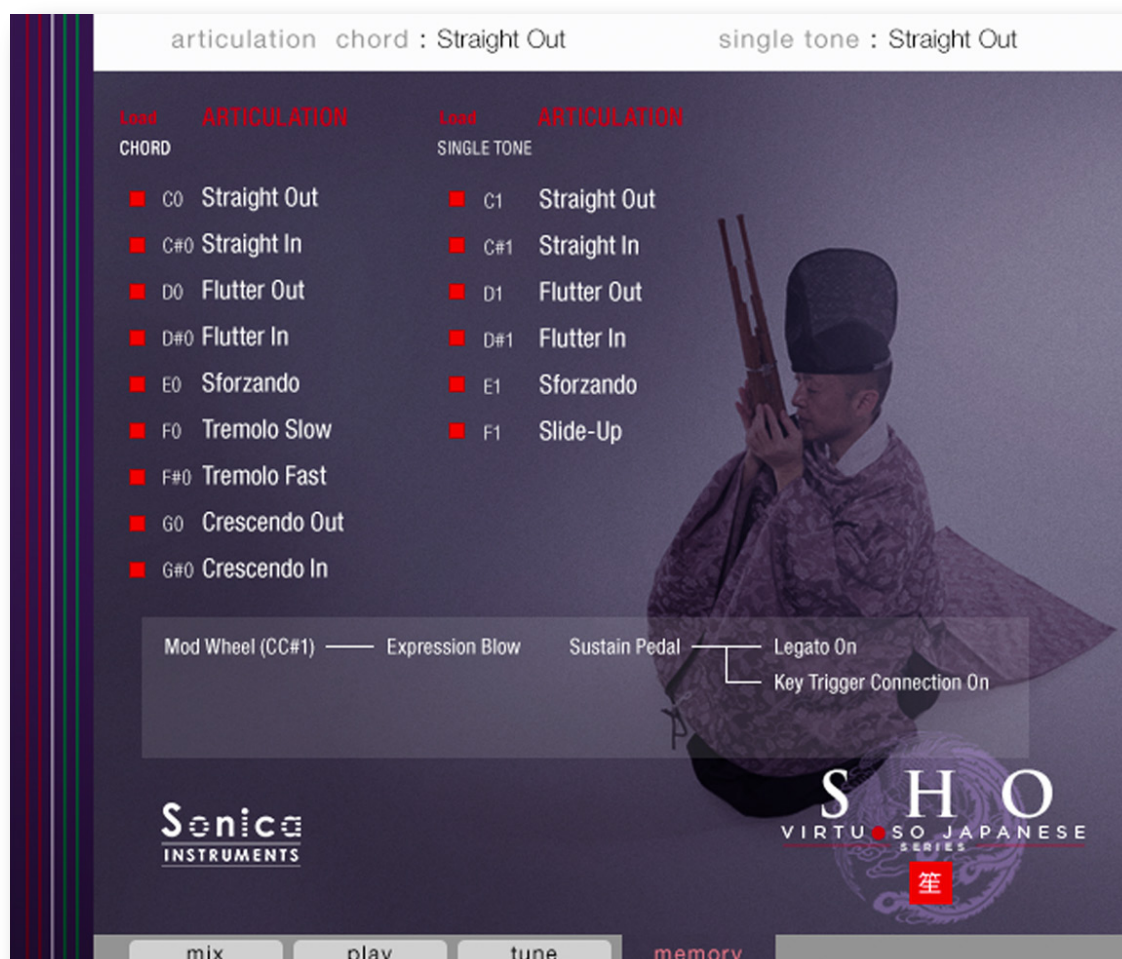 articulation chord : Straight Out
single tone : Straight Out
Load ARTICULATION
CHORD
C0 Straight Out
C#0 Straight In
D0 Flutter Out
D#0 Flutter In
E0 Sforzando
F0 Tremolo Slow
F#0 Tremolo Fast
G0 Crescendo Out
G#0 Crescendo In
Load ARTICULATION
SINGLE TONE
C1 Straight Out
C#1 Straight In
D1 Flutter Out
D#1 Flutter In
E1 Sforzando
F1 Slide-Up
Mod Wheel (CC#1) Expression Blow
Sustain Pedal Legato On
Key Trigger Connection On
Sonica
INSTRUMENTS
SHO
VIRTUOSO JAPANESE
SERIES
笙
mix play tune memory